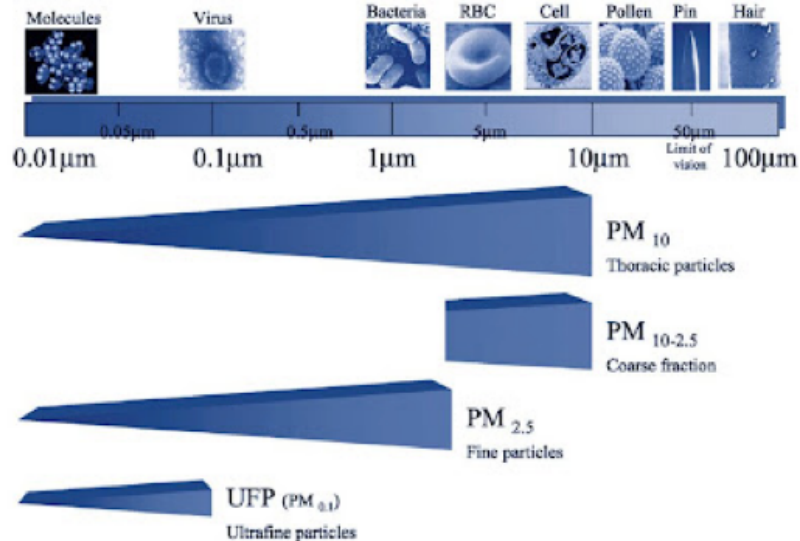 Molecules Virus Bacteria RBC Cell Pollen Pin Hair
0.05µm 0.5µm 5µm 50µm
0.01µm 0.1µm 1µm 10µm Limit of vision 100µm
PM 10
Thoracic particles
PM 10-2.5
Coarse fraction
PM 2.5
Fine particles
UFP (PM 0.1)
Ultrafine particles